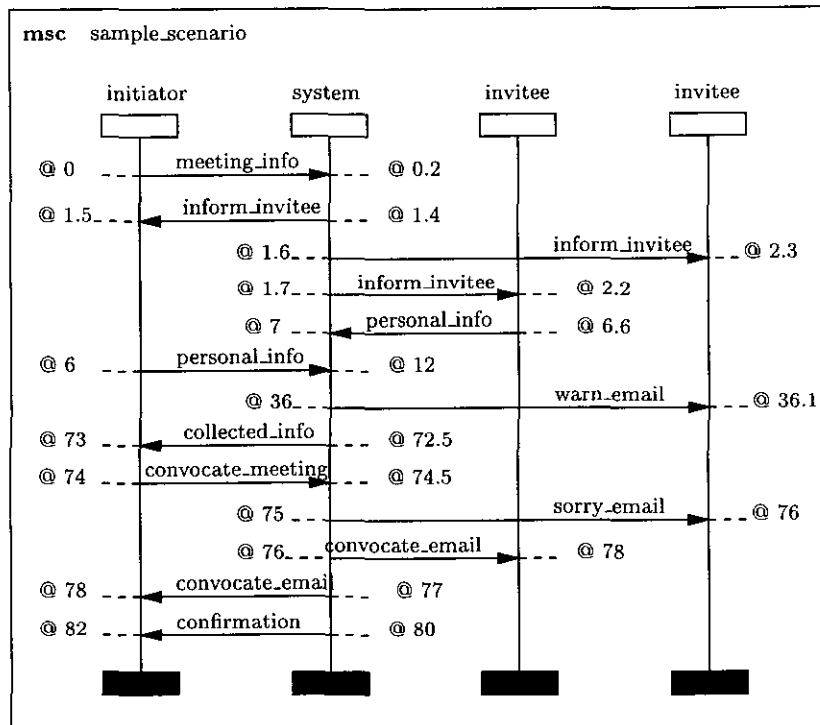 msc sample_scenario
initiator system invitee invitee
@ 0 meeting_info @ 0.2
@ 1.5 inform_invitee @ 1.4
@ 1.6 inform_invitee @ 2.3
@ 1.7 inform_invitee @ 2.2
@ 7 personal_info @ 6.6
@ 6 personal_info @ 12
@ 36 warn_email @ 36.1
@ 73 collected_info @ 72.5
@ 74 convocate_meeting @ 74.5
@ 75 sorry_email @ 76
@ 76 convocate_email @ 78
@ 78 convocate_email @ 77
@ 82 confirmation @ 80